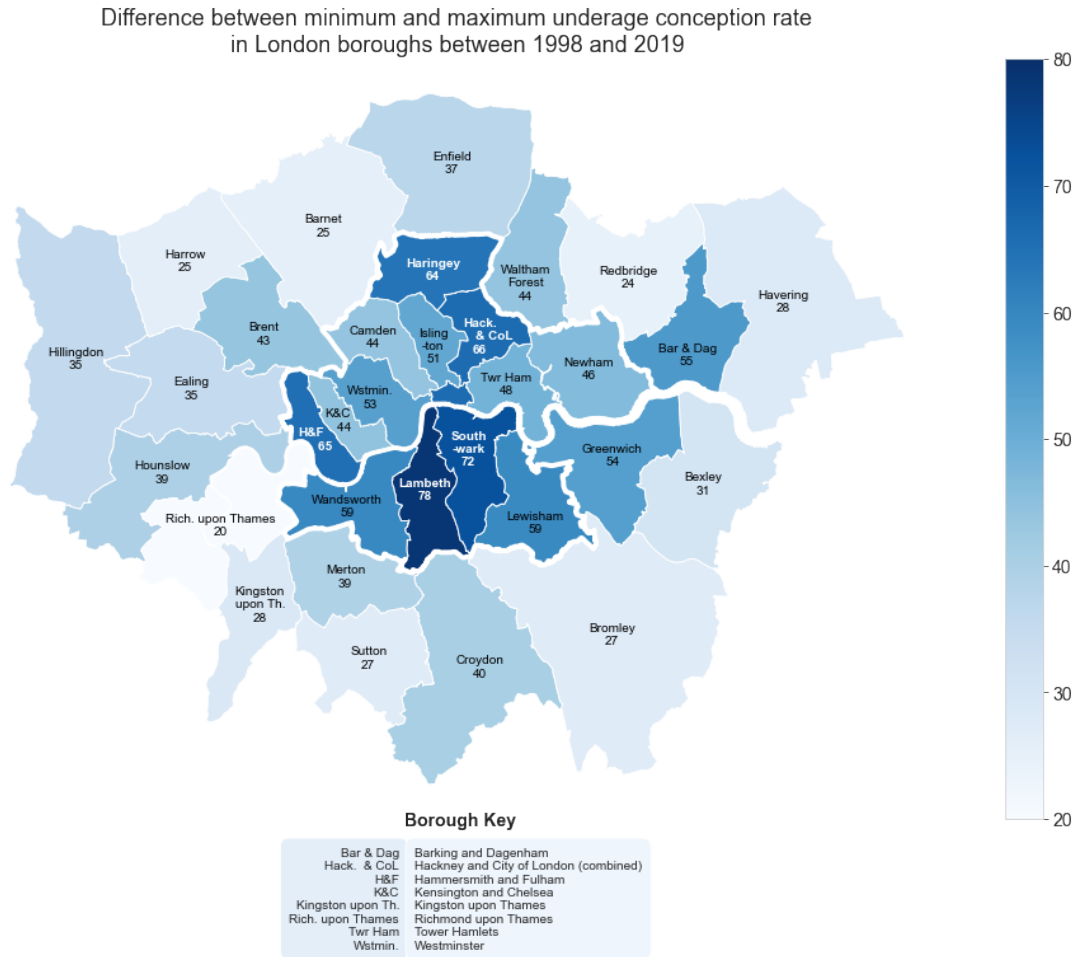 Difference between minimum and maximum underage conception rate
in London boroughs between 1998 and 2019
Enfield
37
Barnet
25
Harrow
25
Haringey
64
Waltham
Forest
44
Redbridge
24
Havering
28
Brent
43
Camden
44
Isling
-ton
51
Hack.
& CoL
66
Hillingdon
35
Ealing
35
Wstmin.
53
Twr Ham
48
Newham
46
Bar & Dag
55
K&C
44
H&F
65
South
-wark
72
Greenwich
54
Hounslow
39
Lambeth
78
Bexley
31
Wandsworth
59
Lewisham
59
Rich. upon Thames
20
Merton
39
Kingston
upon Th.
28
Sutton
27
Croydon
40
Bromley
27
80
70
60
50
40
30
20
Borough Key
Bar & Dag Barking and Dagenham
Hack. & CoL Hackney and City of London (combined)
H&F Hammersmith and Fulham
K&C Kensington and Chelsea
Kingston upon Th. Kingston upon Thames
Rich. upon Thames Richmond upon Thames
Twr Ham Tower Hamlets
Wstmin. Westminster